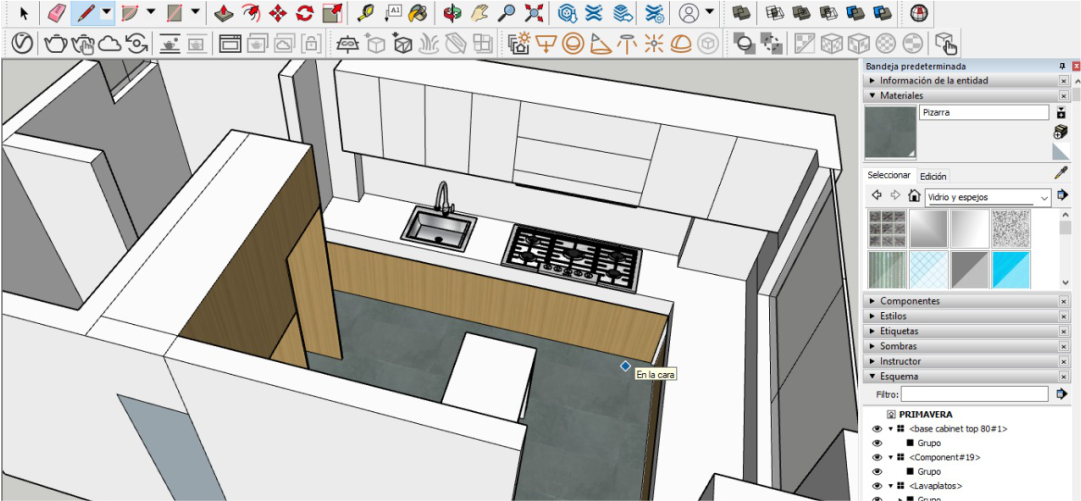 A1
Bandeja predeterminada
Información de la entidad
Materiales
Pizarra
Seleccionar
Edición
Vidrio y espejos
Componentes
Estilos
Etiquetas
Sombras
Instructor
Esquema
Filtro:
PRIMAVERA
<base cabinet top 80#1>
Grupo
<Component#19>
Grupo
<Lavaplatos>
Grupo
En la cara